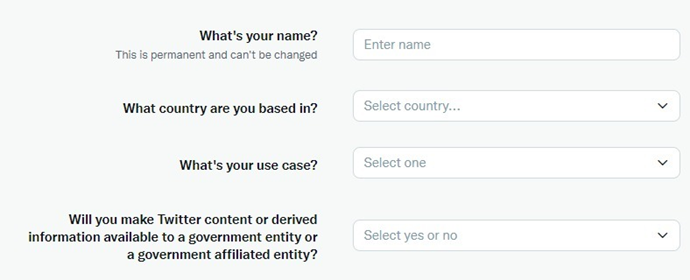 What's your name?
Enter name
This is permanent and can't be changed
What country are you based in?
Select country...
What's your use case?
Select one
Will you make Twitter content or derived
information available to a government entity or
a government affiliated entity?
Select yes or no